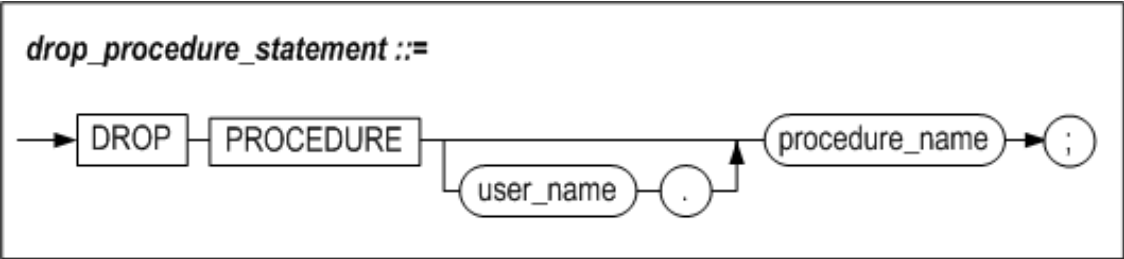 drop_procedure_statement ::=
DROP PROCEDURE procedure_name ;
user_name .